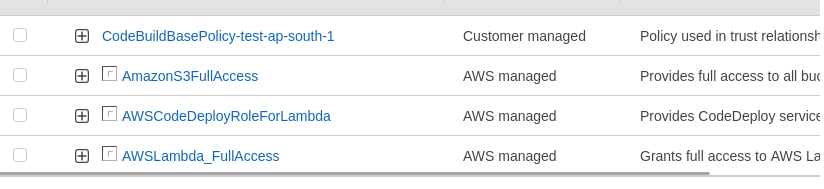 CodeBuildBasePolicy-test-ap-south-1 Customer managed Policy used in trust relationsh
AmazonS3FullAccess AWS managed Provides full access to all buc
AWSCodeDeployRoleForLambda AWS managed Provides CodeDeploy service
AWSLambda_FullAccess AWS managed Grants full access to AWS La